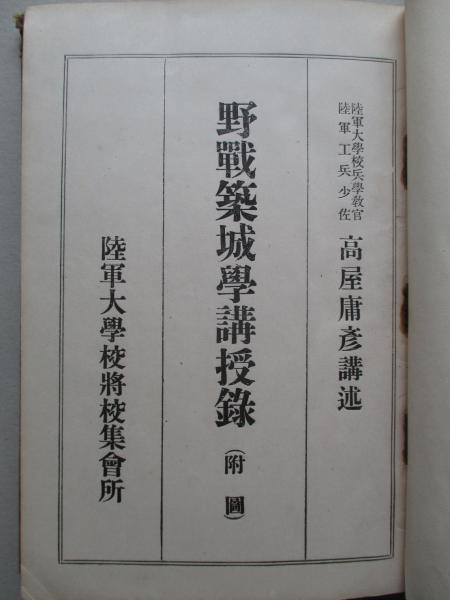 陸軍大學校兵學教官
陸軍工兵少佐
高屋庸彥講述
野戰築城學講授錄（附圖）
陸軍大學校將校集會所